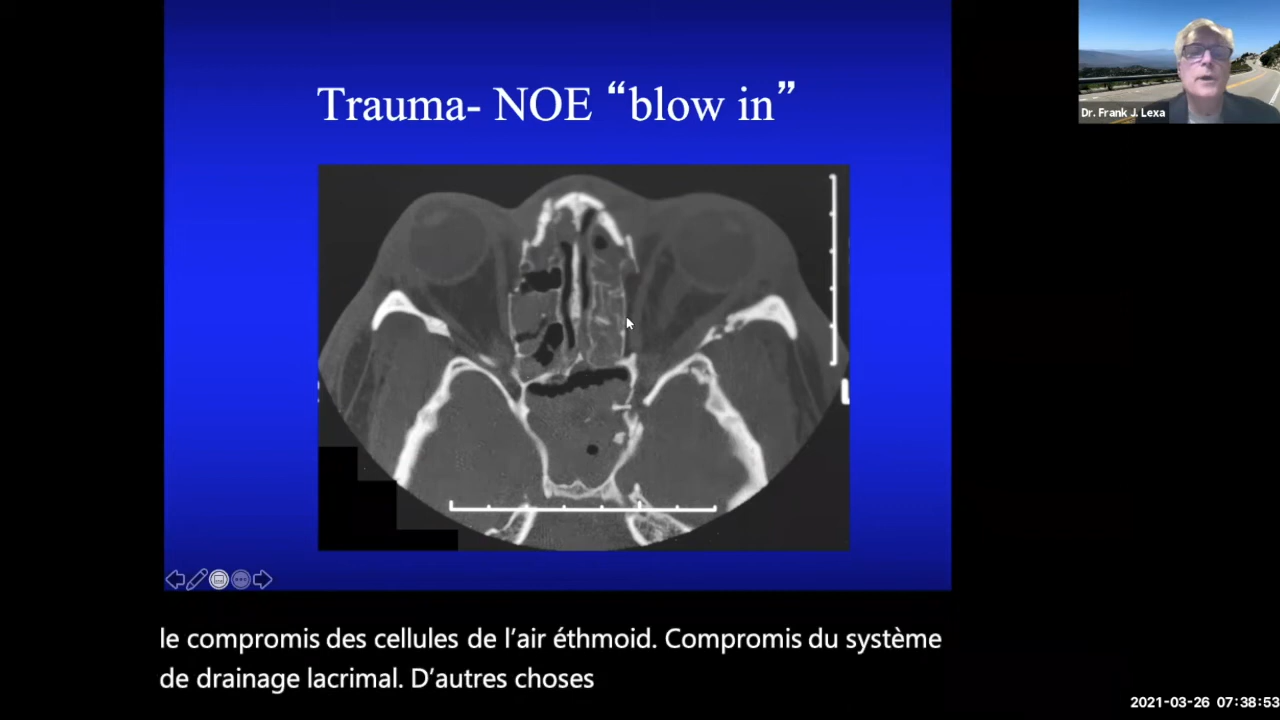 Trauma- NOE “blow in”
Dr. Frank J. Lexa
L
le compromis des cellules de l’air éthmoid. Compromis du système
de drainage lacrimal. D’autres choses
2021-03-26 07:38:53